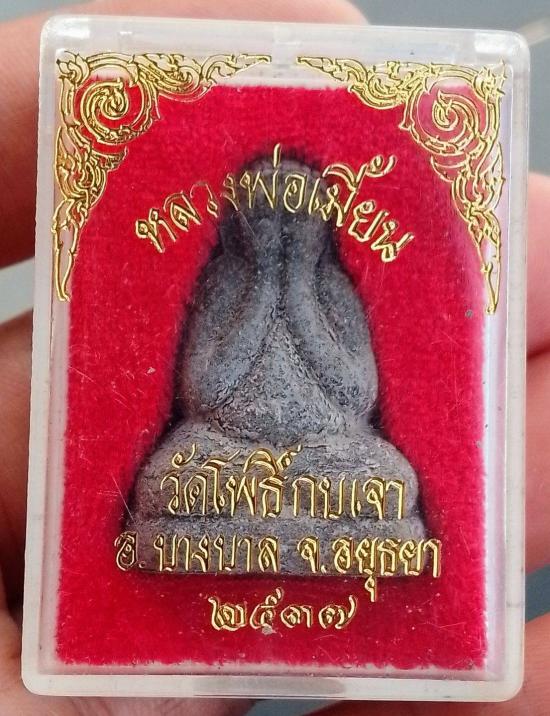 หลวงพ่อเมี้ยน
วัดโพธิ์กบเจา
อ.บางบาล จ.อยุธยา
๒๕๓๗